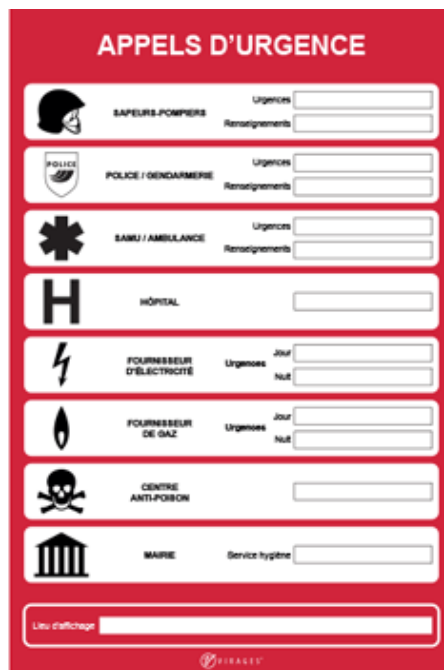 APPELS D'URGENCE
Urgences
SAPEURS-POMPIERS
Renseignements
POLICE
Urgences
POLICE / GENDARMERIE
Renseignements
Urgences
SAMU / AMBULANCE
Renseignements
H
HÔPITAL
Jour
FOURNISSEUR
D'ÉLECTRICITÉ
Urgences
Nuit
Jour
FOURNISSEUR
DE GAZ
Urgences
Nuit
CENTRE
ANTI-POISON
MAIRIE
Service hygiène
Lieu d'affichage
VIRAGES